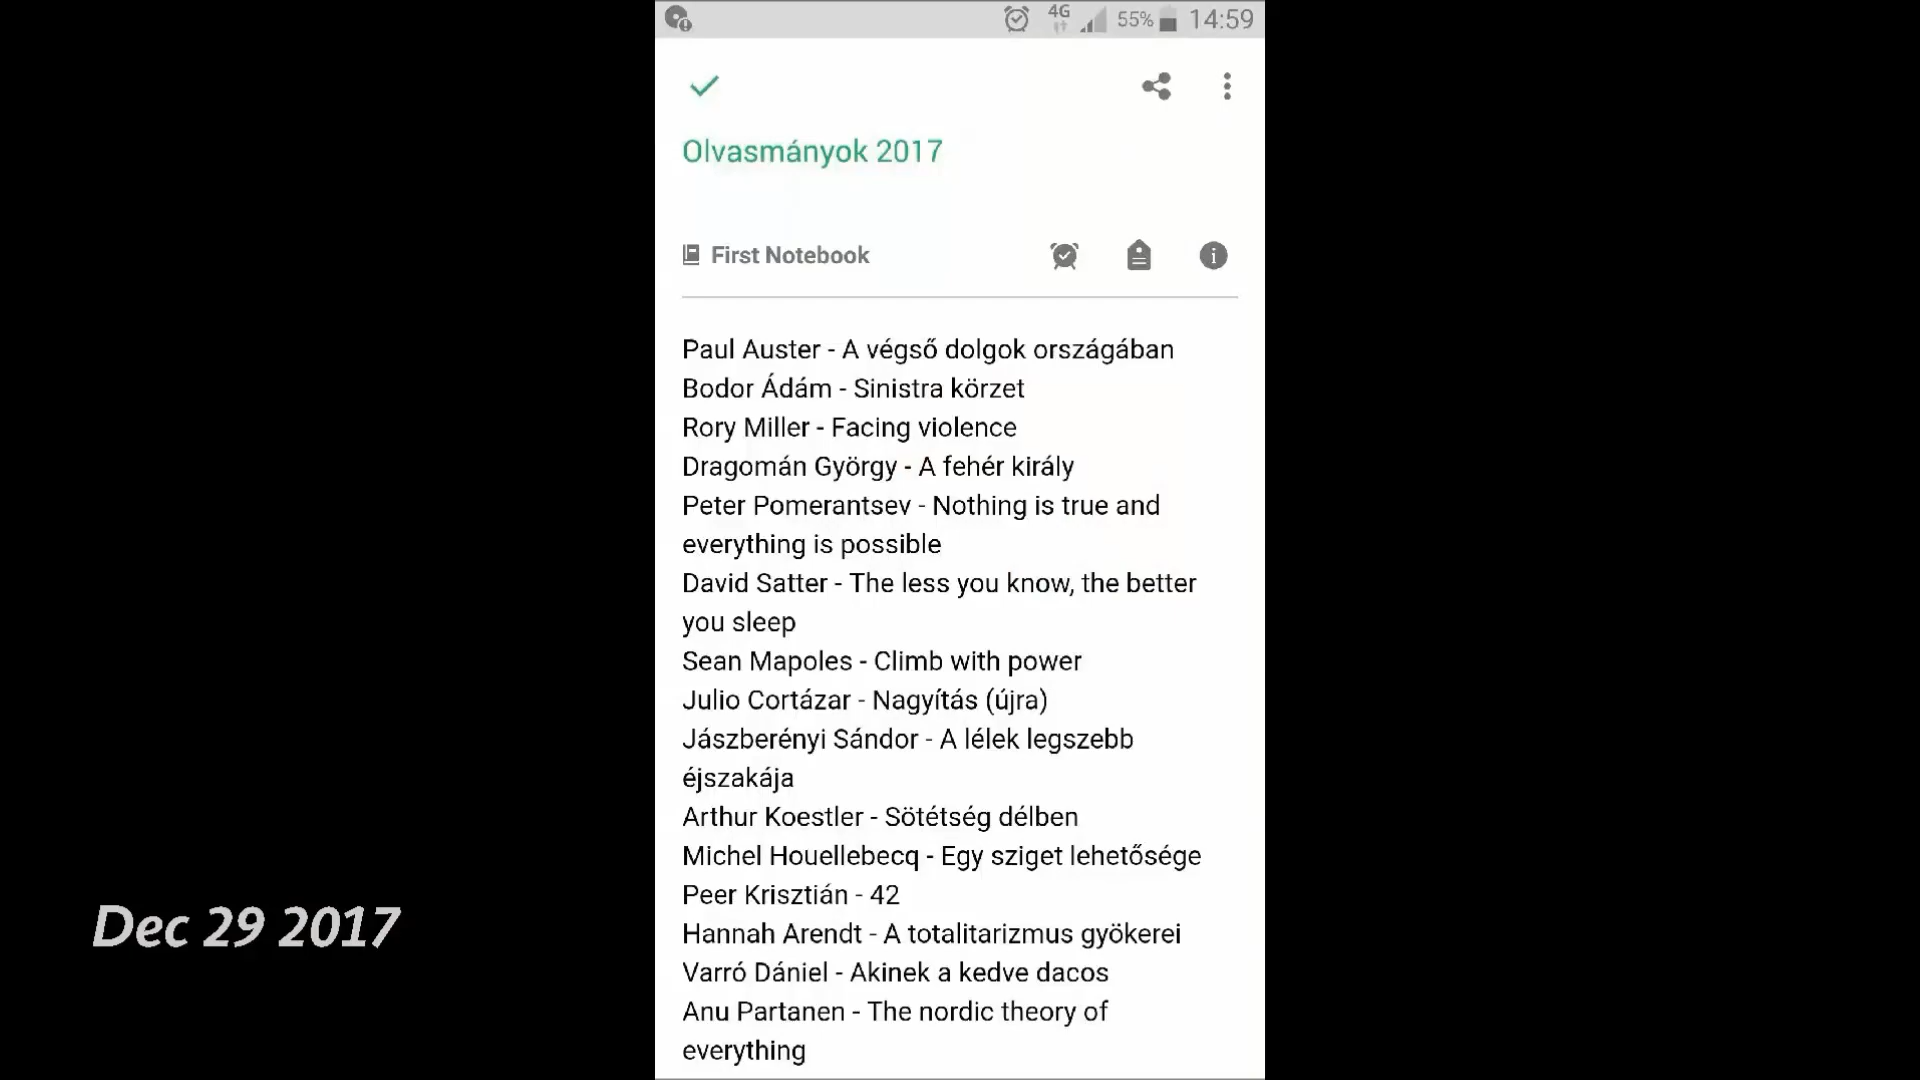 4G 55% 14:59
Olvasmányok 2017
First Notebook
Paul Auster - A végső dolgok országában
Bodor Ádám - Sinistra körzet
Rory Miller - Facing violence
Dragomán György - A fehér király
Peter Pomerantsev - Nothing is true and
everything is possible
David Satter - The less you know, the better
you sleep
Sean Mapoles - Climb with power
Julio Cortázar - Nagyítás (újra)
Jászberényi Sándor - A lélek legszebb
éjszakája
Arthur Koestler - Sötétség délben
Michel Houellebecq - Egy sziget lehetősége
Peer Krisztián - 42
Hannah Arendt - A totalitarizmus gyökerei
Varró Dániel - Akinek a kedve dacos
Anu Partanen - The nordic theory of
everything
Dec 29 2017